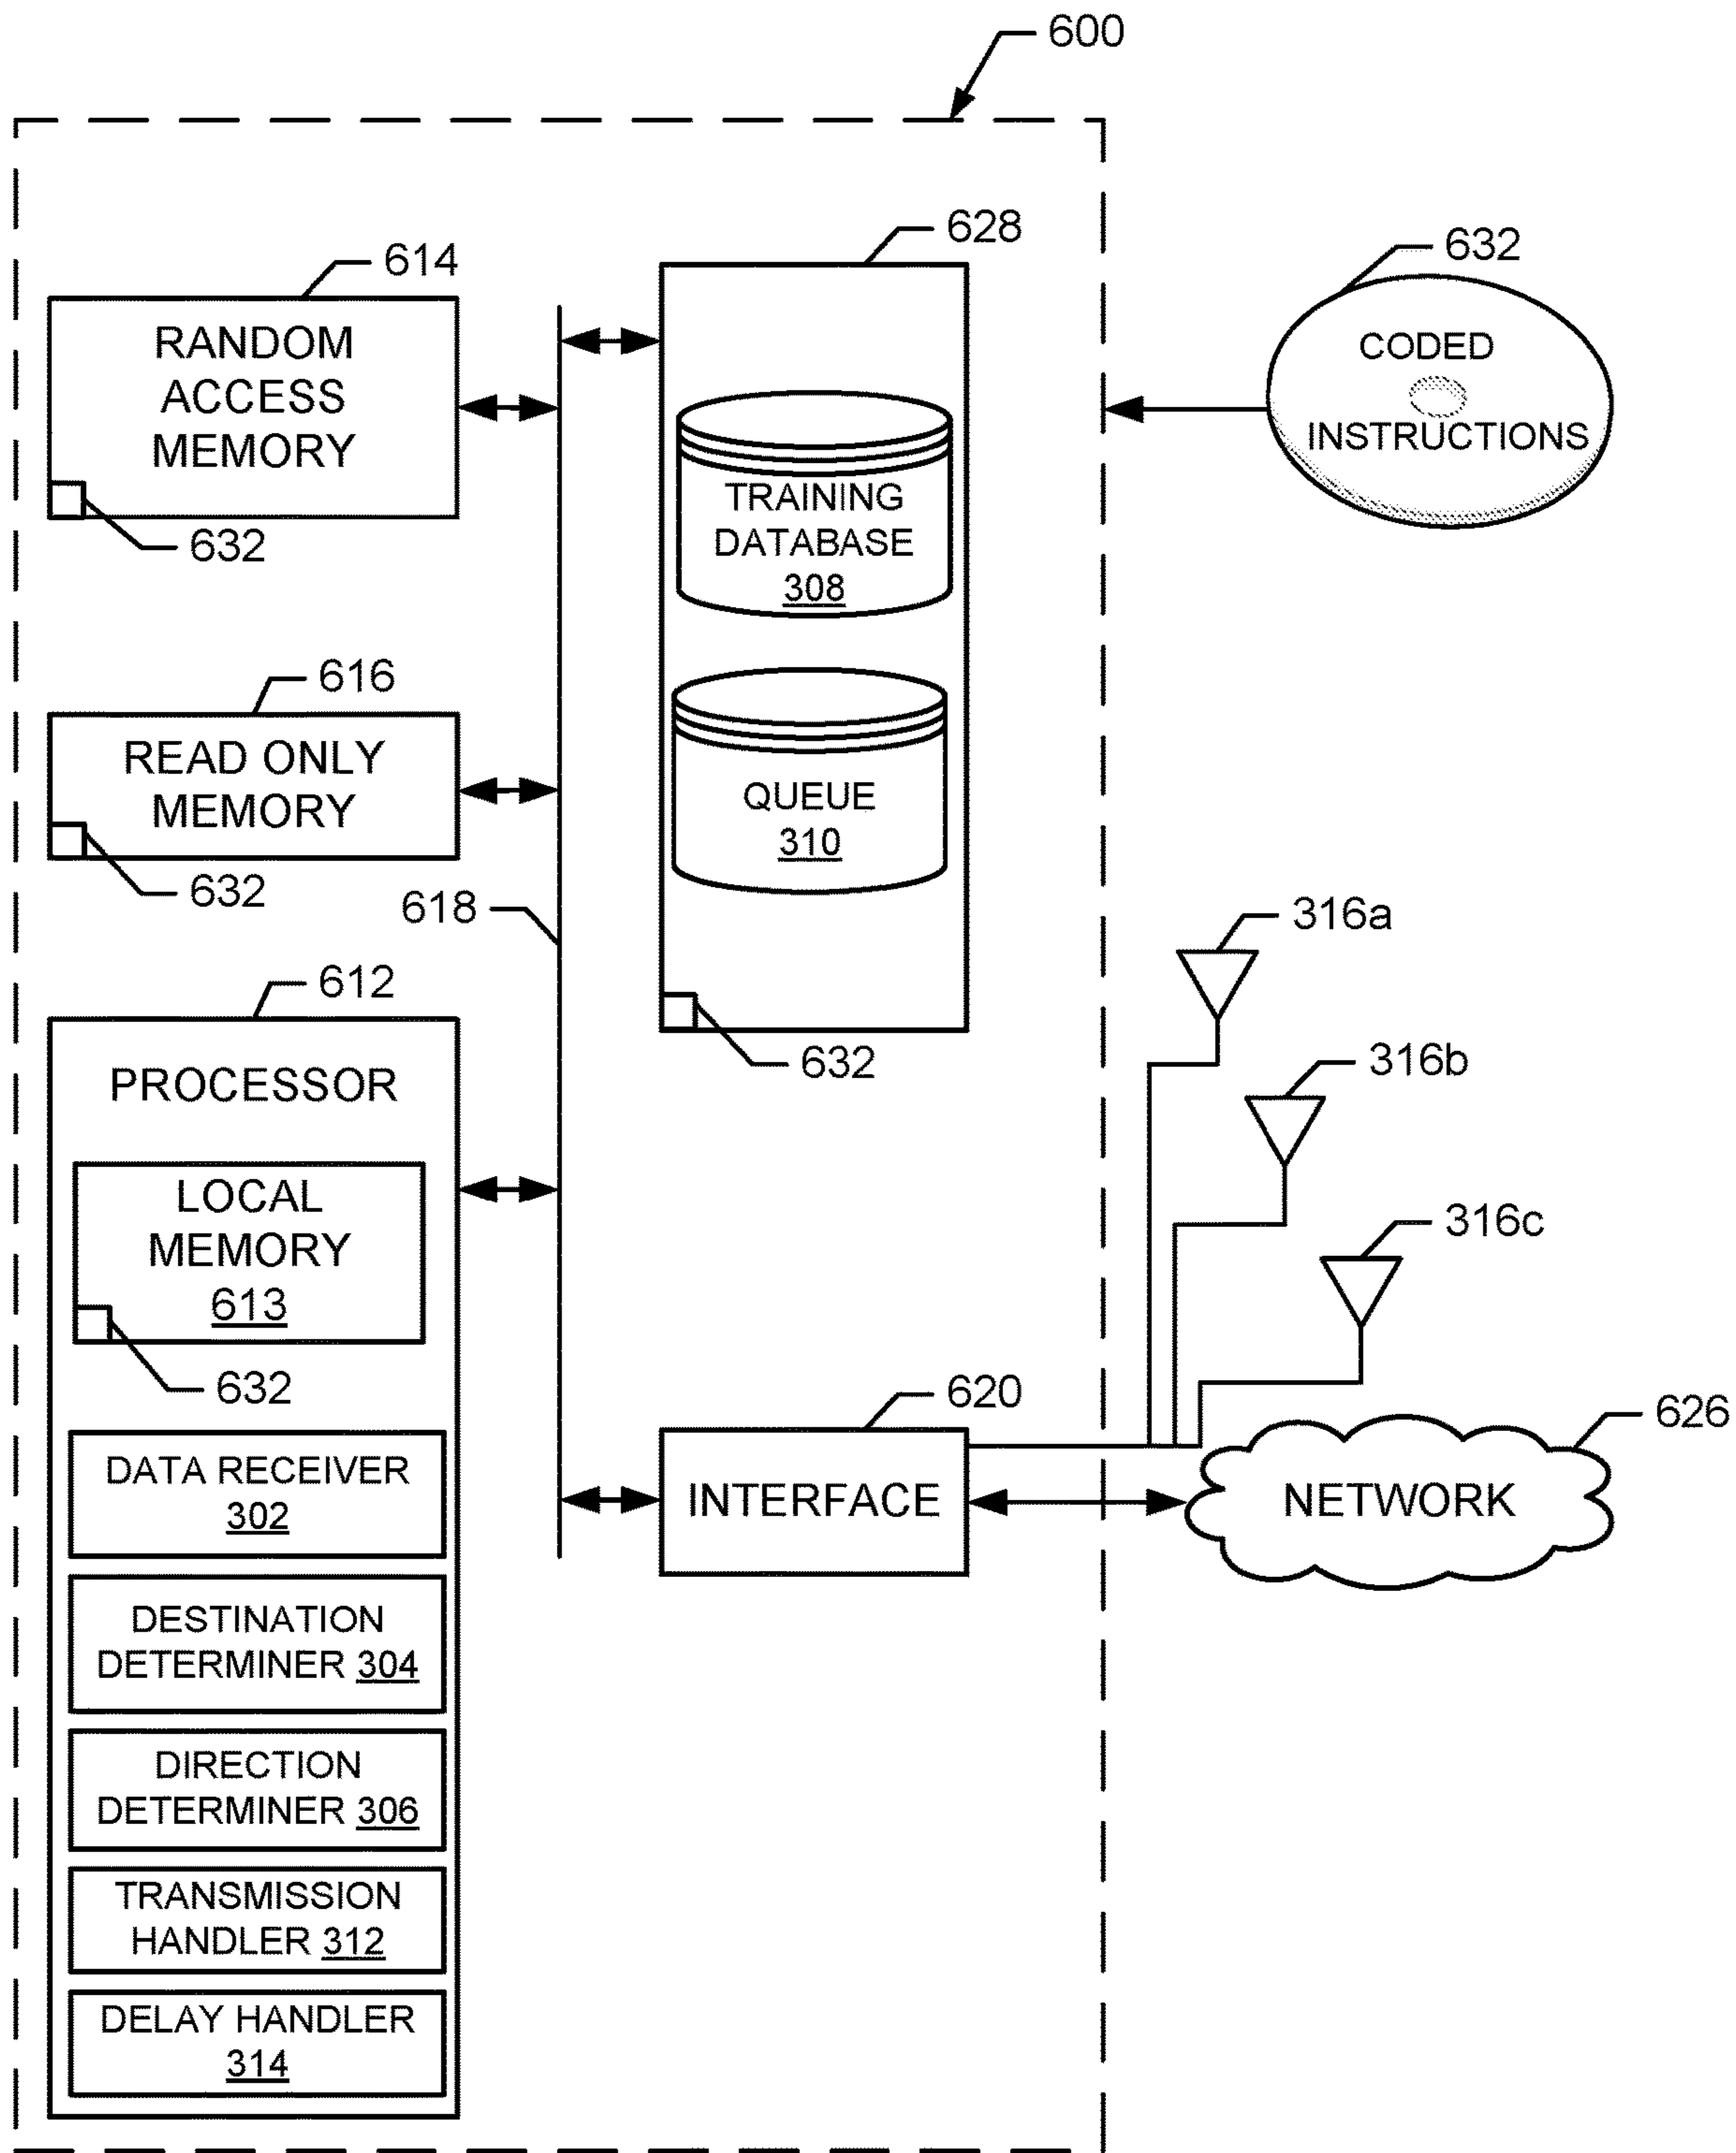 600
628
632
614
RANDOM
ACCESS
MEMORY
632
CODED
INSTRUCTIONS
TRAINING
DATABASE
308
616
READ ONLY
MEMORY
632
QUEUE
310
618
632
316a
316b
316c
612
PROCESSOR
LOCAL
MEMORY
613
632
DATA RECEIVER
302
DESTINATION
DETERMINER 304
DIRECTION
DETERMINER 306
TRANSMISSION
HANDLER 312
DELAY HANDLER
314
620
INTERFACE
626
NETWORK